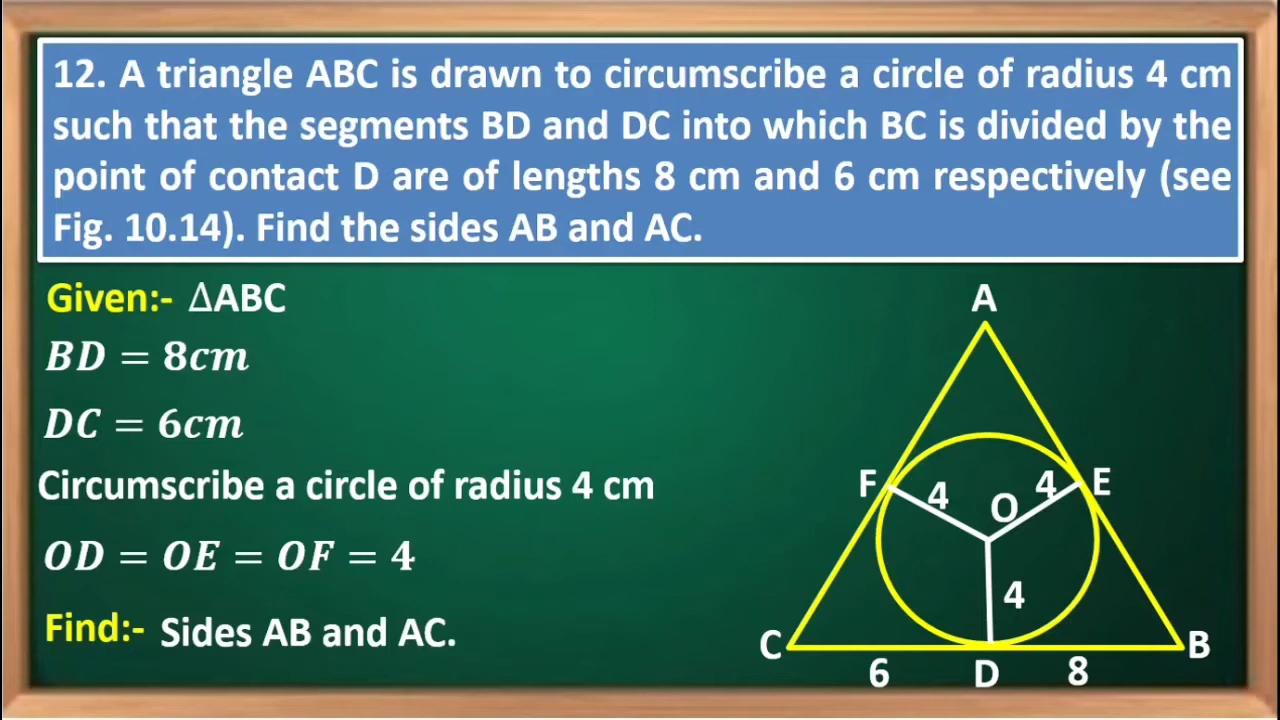 12. A triangle ABC is drawn to circumscribe a circle of radius 4 cm
such that the segments BD and DC into which BC is divided by the
point of contact D are of lengths 8 cm and 6 cm respectively (see
Fig. 10.14). Find the sides AB and AC.
Given:- ΔABC
BD = 8cm
DC = 6cm
Circumscribe a circle of radius 4 cm
OD = OE = OF = 4
Find:- Sides AB and AC.
A
F 4 O 4 E
4
C B
6 D 8